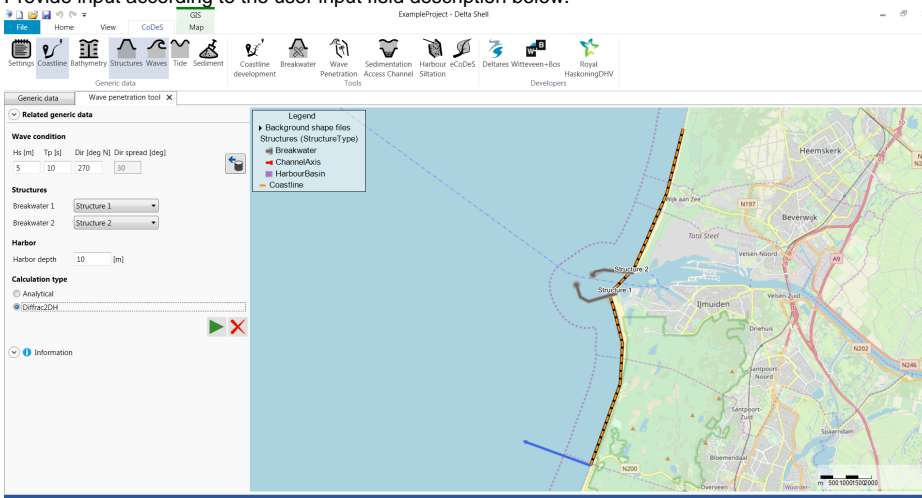 Provide input according to the user input field description below:
ExampleProject - Delta Shell
GIS
File Home View CoDeS Map
Settings Coastline Bathymetry Structures Waves Tide Sediment
Coastline development Breakwater Wave Penetration Sedimentation Access Channel Harbour Siltation eCoDeS Deltares Witteveen+Bos Royal HaskoningDHV
Generic data Tools Developers
Generic data Wave penetration tool X
Related generic data
Wave condition
Hs [m] Tp [s] Dir [deg N] Dir spread [deg]
5 10 270 30
Structures
Breakwater 1 Structure 1
Breakwater 2 Structure 2
Harbor
Harbor depth 10 [m]
Calculation type
Analytical
Diffrac2DH
Information
Legend
Background shape files
Structures (StructureType)
Breakwater
ChannelAxis
HarbourBasin
Coastline
Heemskerk
Wijk aan Zee
N197
Beverwijk
Tata Steel
Velsen-Noord
A9
Structure 2
Structure 1
IJmuiden
Velsen-Zuid
Driehuis
N202
N246
Santpoort-Noord
Santpoort-Zuid
Spaarndam
Bloemendaal
N200
Overveen
m 500100015002000